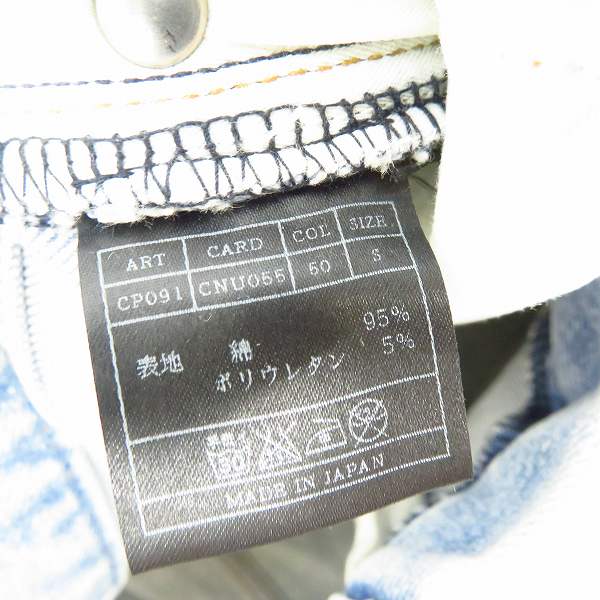 ART CARD COL SIZE
CP091 CNU055 50 S
表地 綿 95%
ポリウレタン 5%
30
MADE IN JAPAN